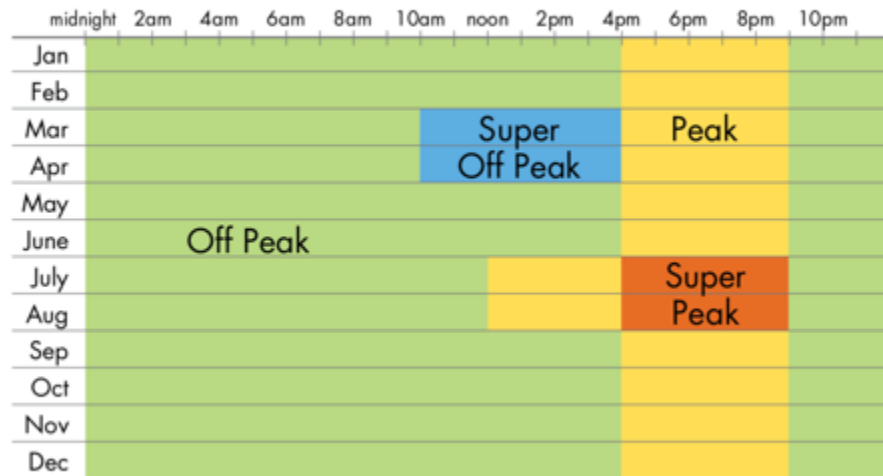 midnight 2am 4am 6am 8am 10am noon 2pm 4pm 6pm 8pm 10pm
Jan
Feb
Mar Super Peak
Apr Off Peak
May
June Off Peak
July Super
Aug Peak
Sep
Oct
Nov
Dec